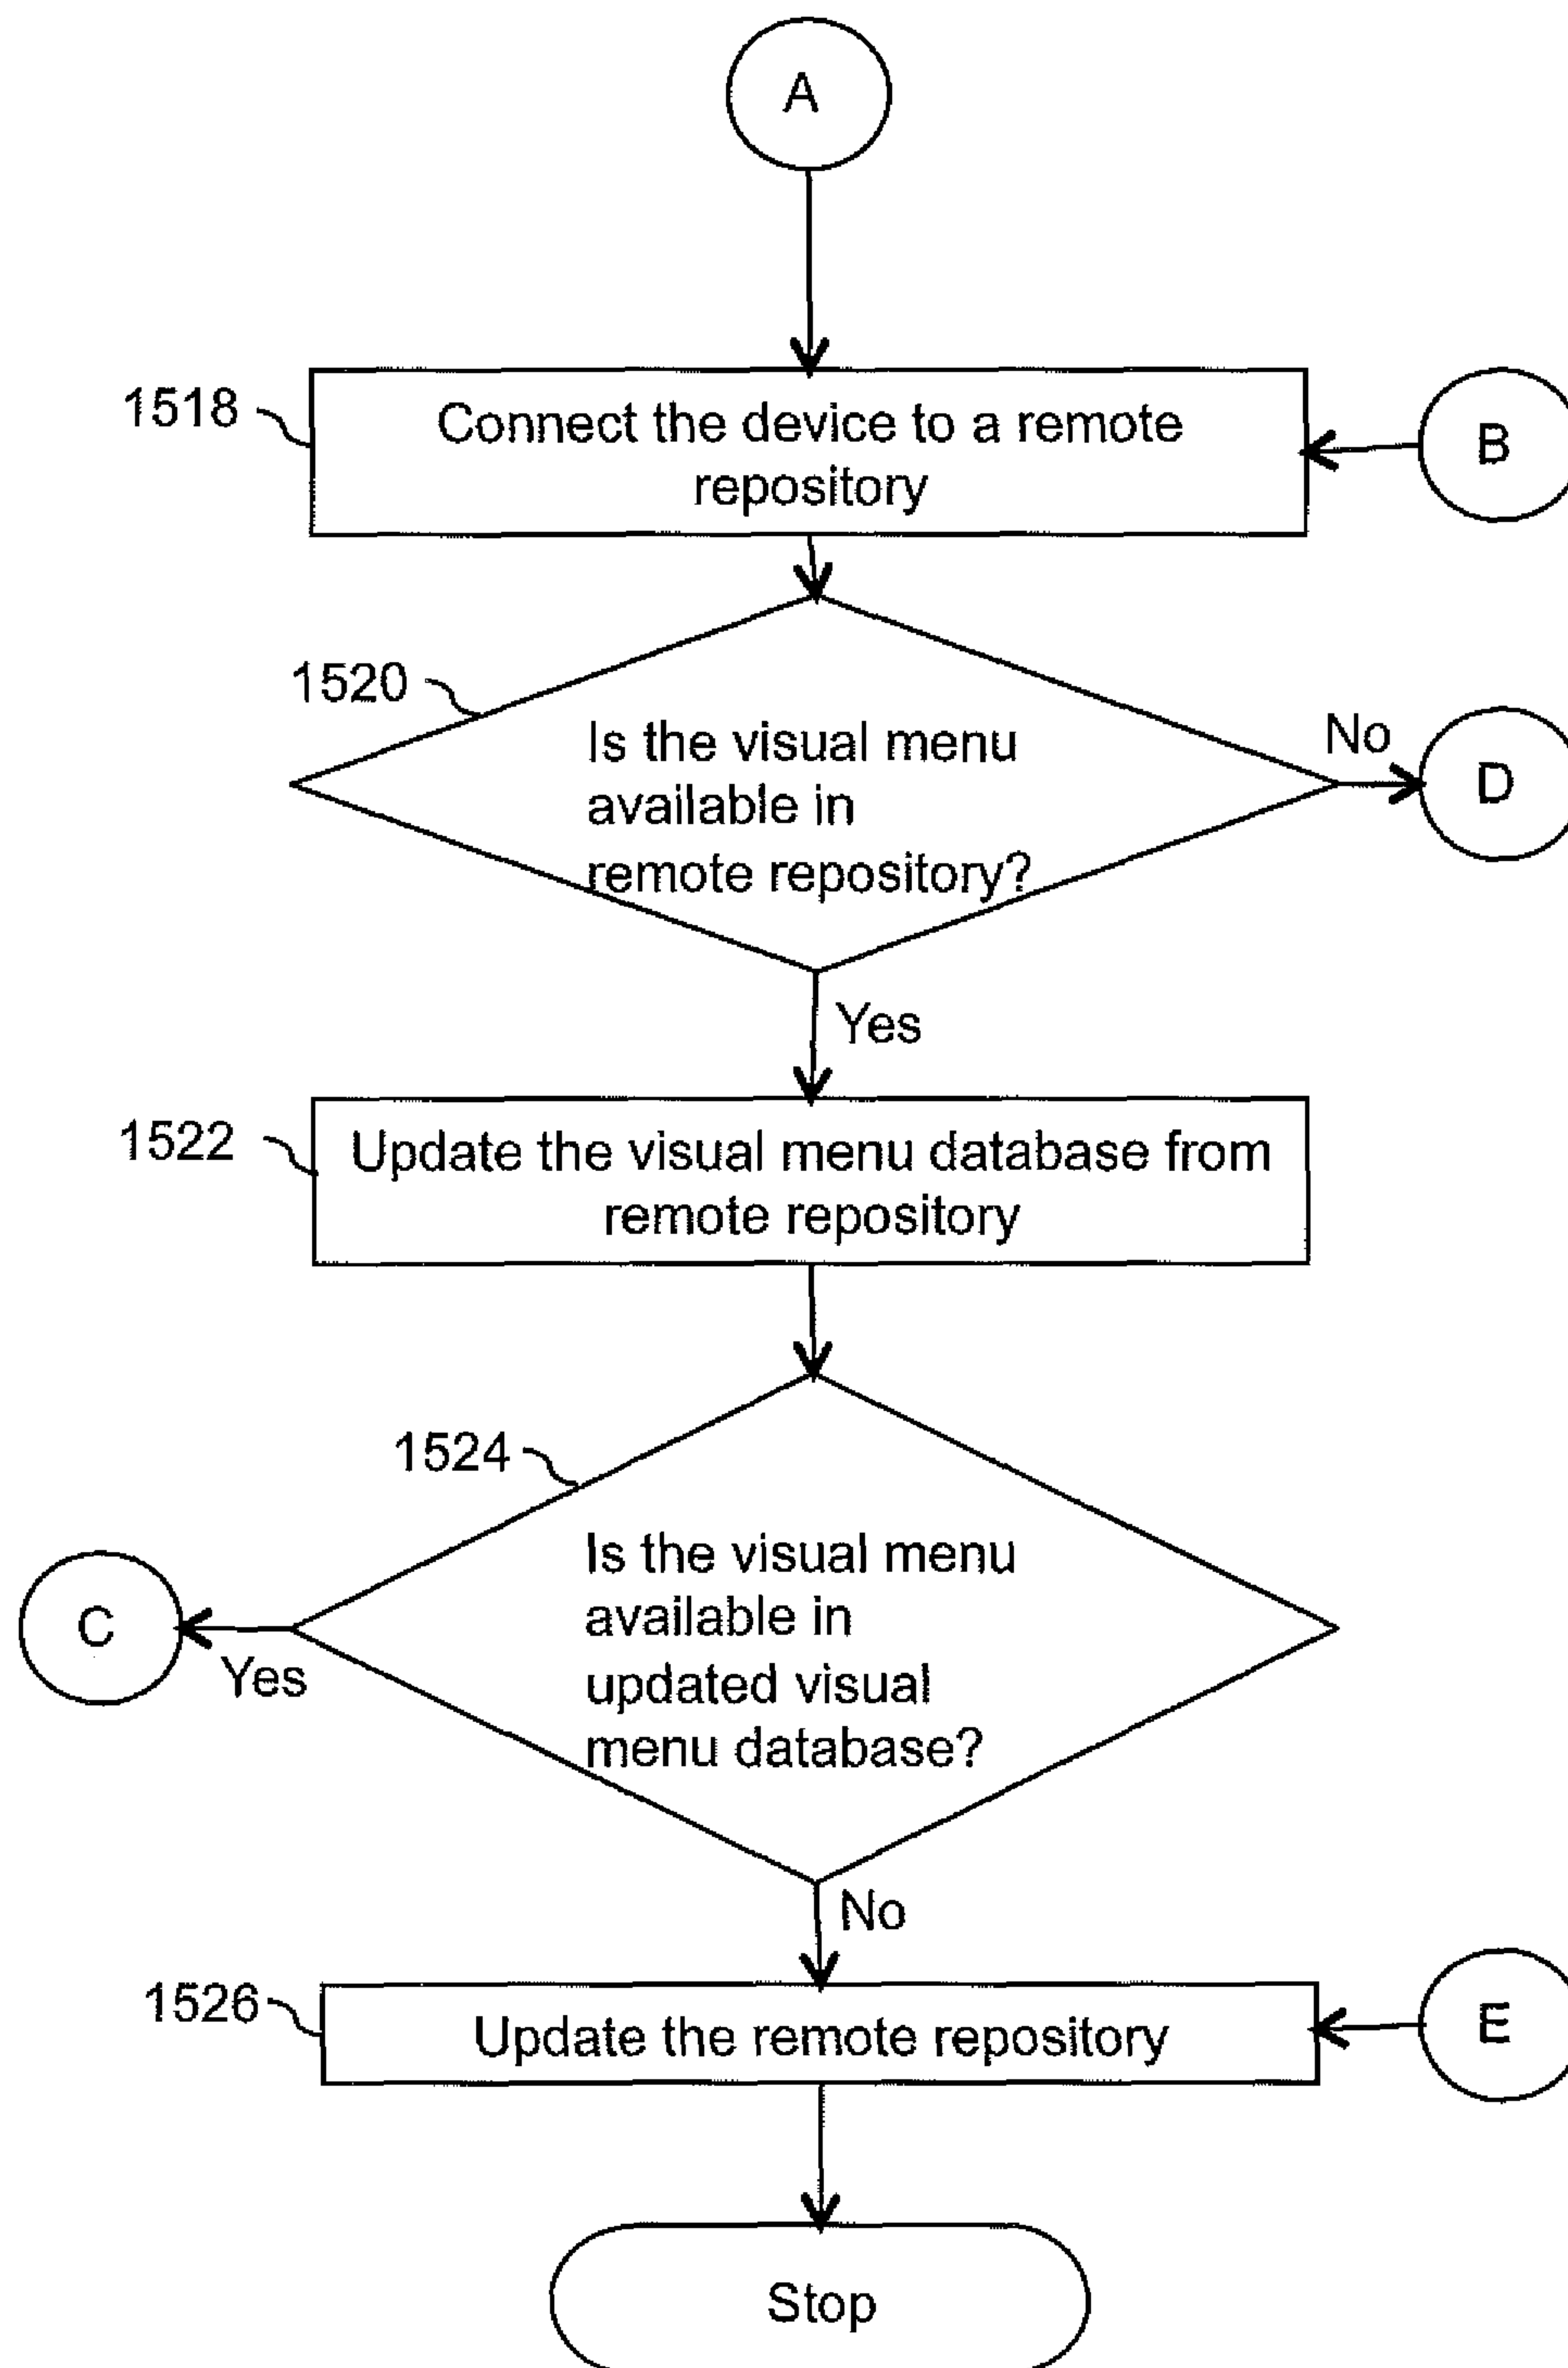 A
1518
Connect the device to a remote
repository
B
1520
Is the visual menu
available in
remote repository?
No
D
Yes
1522
Update the visual menu database from
remote repository
1524
Is the visual menu
available in
updated visual
menu database?
C
Yes
No
1526
Update the remote repository
E
Stop